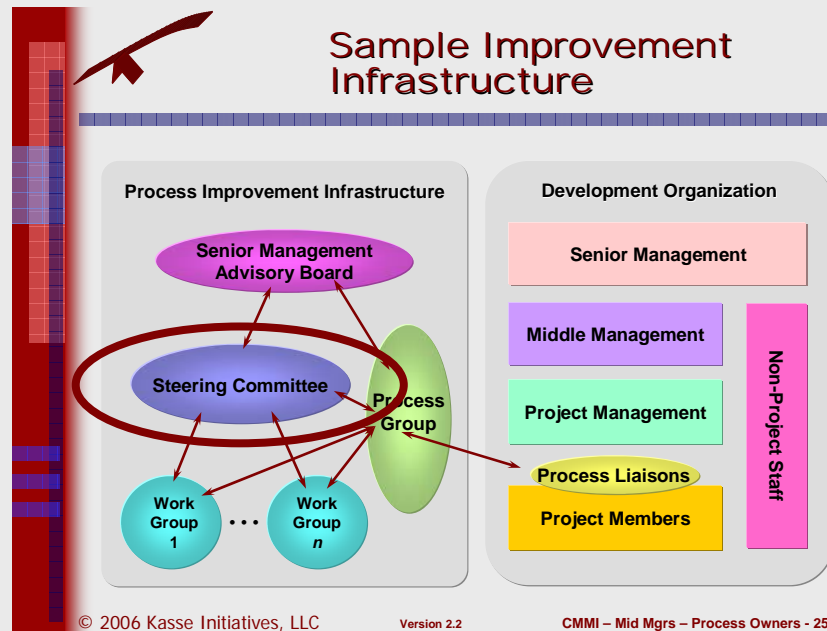 Sample Improvement
Infrastructure
Process Improvement Infrastructure
Senior Management
Advisory Board
Steering Committee
Process
Group
Work
Group
1
...
Work
Group
n
Development Organization
Senior Management
Middle Management
Project Management
Process Liaisons
Project Members
Non-Project Staff
© 2006 Kasse Initiatives, LLC
Version 2.2
CMMI – Mid Mgrs – Process Owners - 25